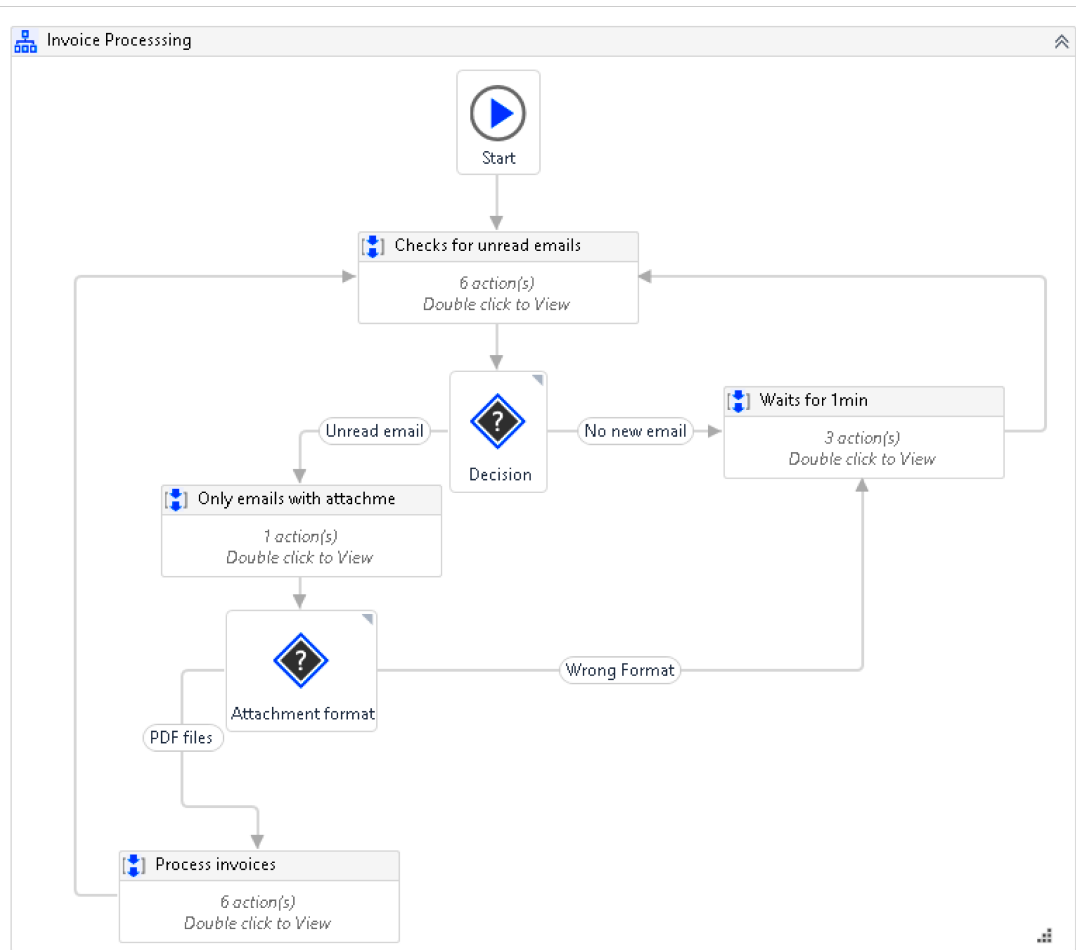 Invoice Processsing
Start
Checks for unread emails
6 action(s)
Double click to View
Decision
Unread email
No new email
Waits for 1min
3 action(s)
Double click to View
Only emails with attachme
1 action(s)
Double click to View
Attachment format
Wrong Format
PDF files
Process invoices
6 action(s)
Double click to View